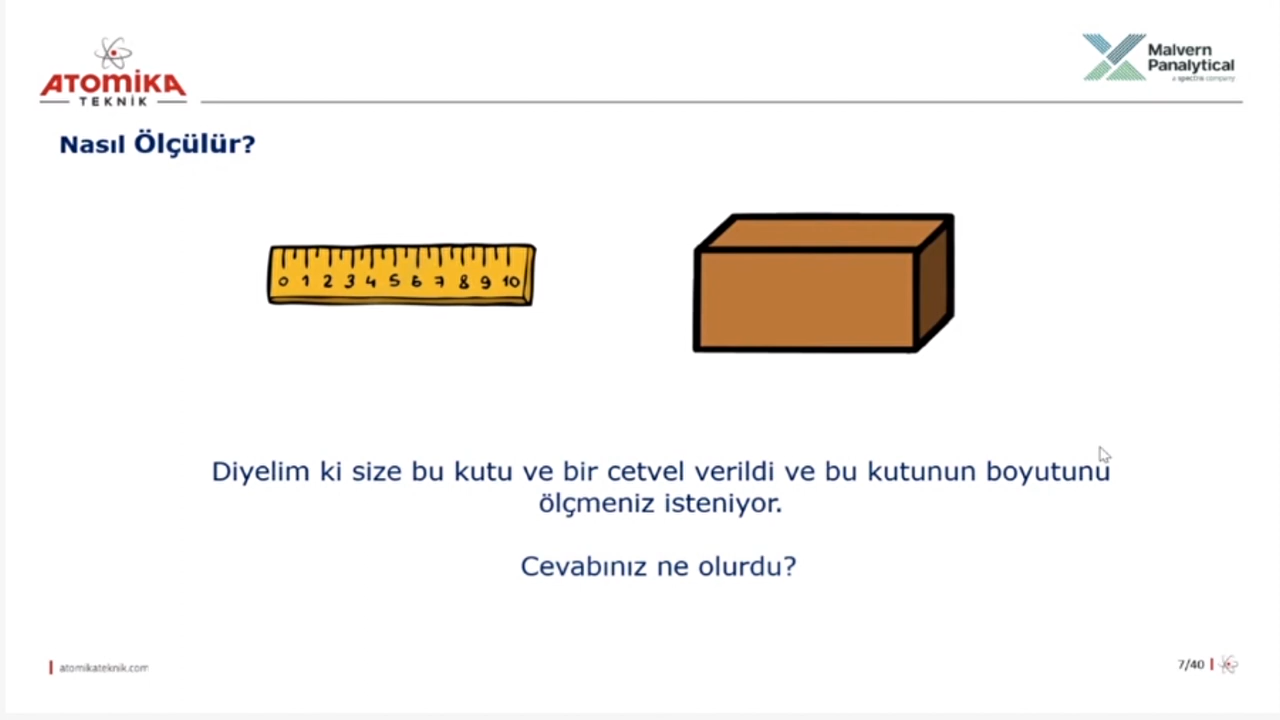 ATOMİKA
TEKNİK
Malvern
Panalytical
a spectris company
Nasıl Ölçülür?
0 1 2 3 4 5 6 7 8 9 10
Diyelim ki size bu kutu ve bir cetvel verildi ve bu kutunun boyutunu
ölçmeniz isteniyor.
Cevabınız ne olurdu?
atomikateknik.com
7/40